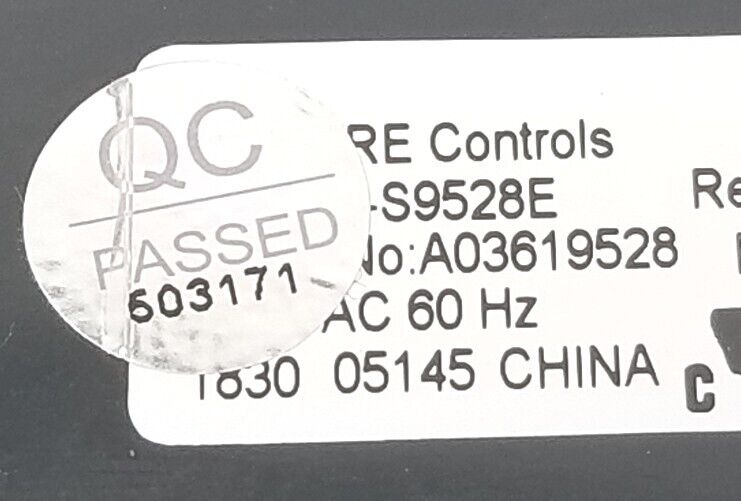 QC
PASSED
503171
RE Controls
-S9528E
Re
No:A03619528
AC 60 Hz
1830 05145 CHINA
C